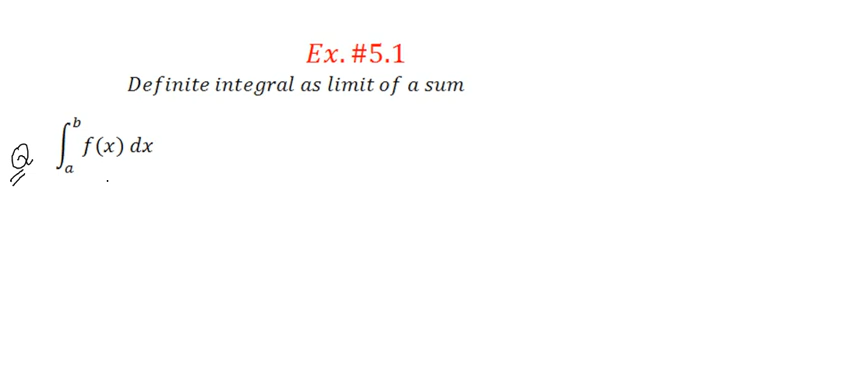 Ex. #5.1
Definite integral as limit of a sum
Q ∫_a^b f(x) dx